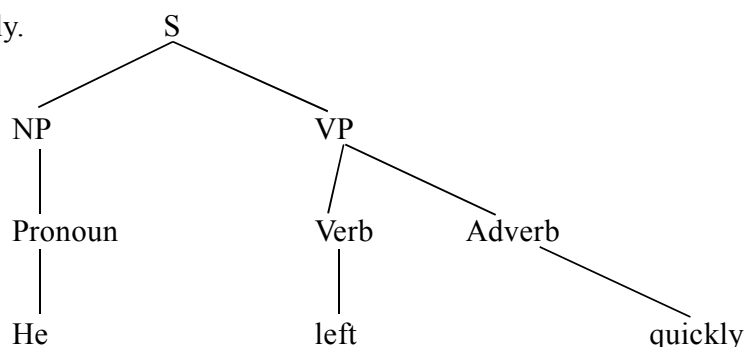 ly.
S
NP VP
Pronoun Verb Adverb
He left quickly